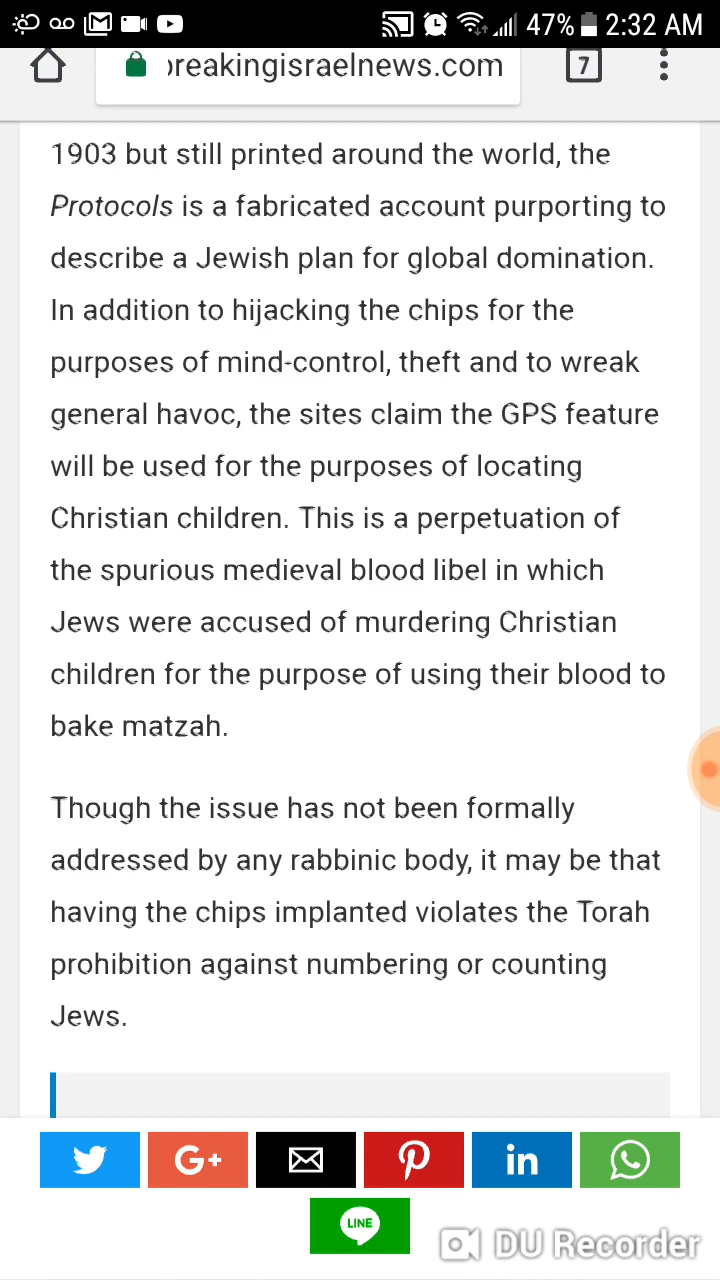 47% 2:32 AM
breakingisraelnews.com
7
1903 but still printed around the world, the
Protocols is a fabricated account purporting to
describe a Jewish plan for global domination.
In addition to hijacking the chips for the
purposes of mind-control, theft and to wreak
general havoc, the sites claim the GPS feature
will be used for the purposes of locating
Christian children. This is a perpetuation of
the spurious medieval blood libel in which
Jews were accused of murdering Christian
children for the purpose of using their blood to
bake matzah.
Though the issue has not been formally
addressed by any rabbinic body, it may be that
having the chips implanted violates the Torah
prohibition against numbering or counting
Jews.
G+ in
LINE
DU Recorder